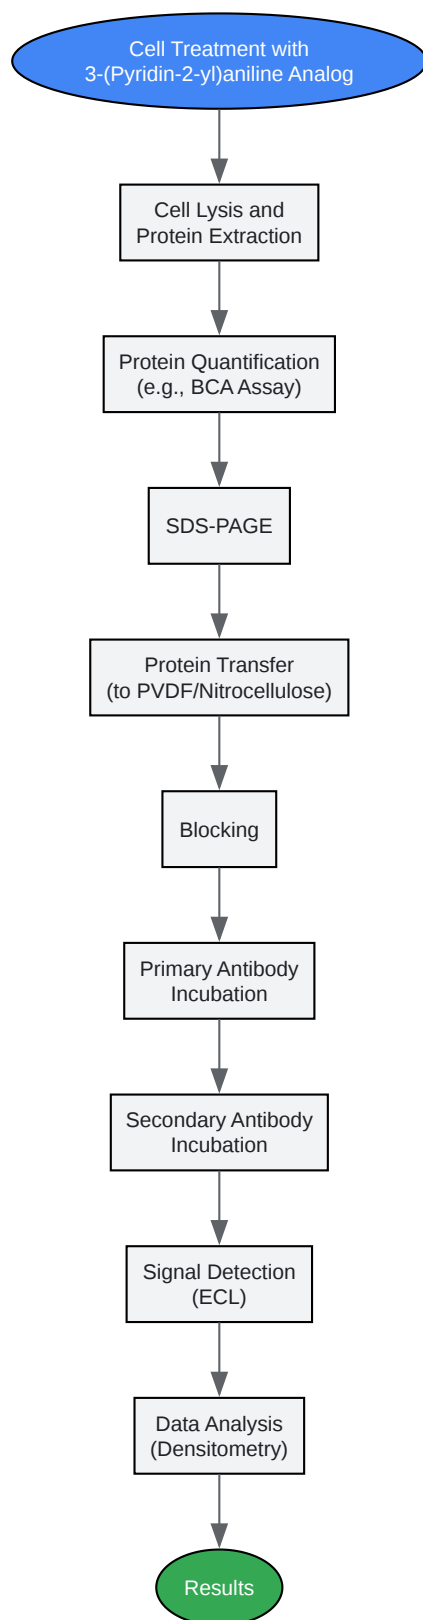 Cell Treatment with
3-(Pyridin-2-yl)aniline Analog
Cell Lysis and
Protein Extraction
Protein Quantification
(e.g., BCA Assay)
SDS-PAGE
Protein Transfer
(to PVDF/Nitrocellulose)
Blocking
Primary Antibody
Incubation
Secondary Antibody
Incubation
Signal Detection
(ECL)
Data Analysis
(Densitometry)
Results